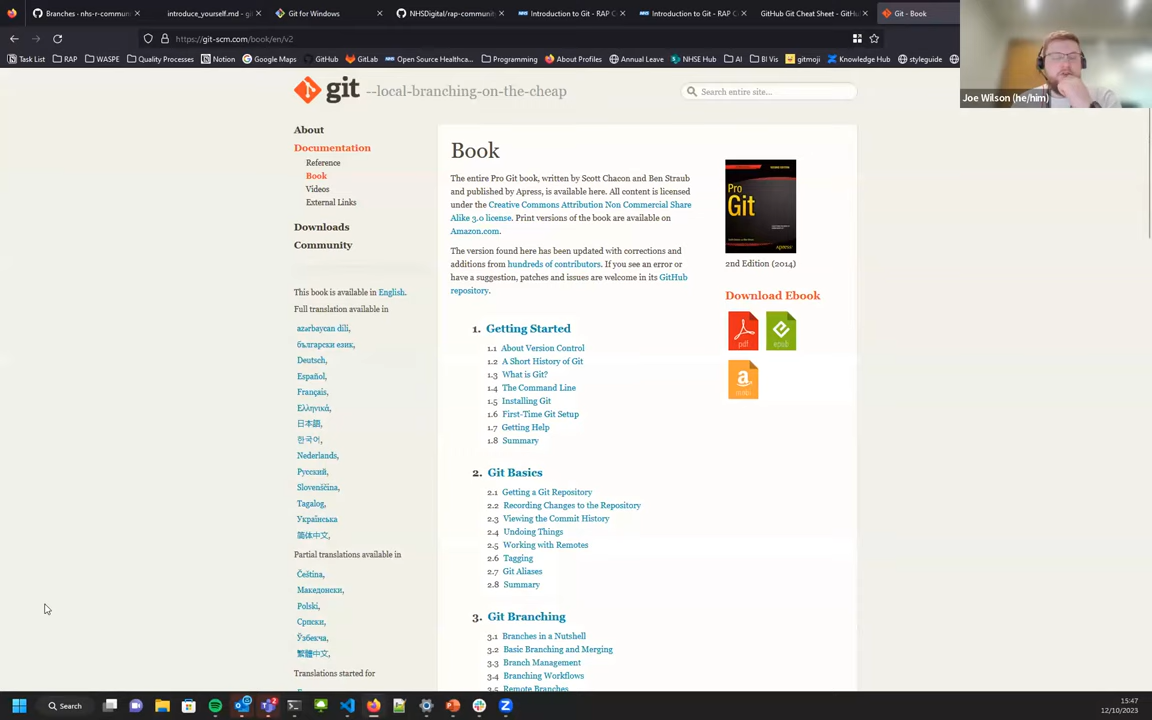 Branches - nhs-r-commun
introduce_yourself.md - gi
Git for Windows
NHSDigital/rap-communit
Introduction to Git - RAP C
Introduction to Git - RAP C
GitHub Git Cheat Sheet - GitHu
Git - Book
https://git-scm.com/book/en/v2
Task List
RAP
WASPE
Quality Processes
Notion
Google Maps
GitHub
GitLab
Open Source Healthca...
Programming
About Profiles
Annual Leave
NHSE Hub
AI
BI Vis
gitmoji
Knowledge Hub
styleguide
Joe Wilson (he/him)
git --local-branching-on-the-cheap
Search entire site...
About
Documentation
Reference
Book
Videos
External Links
Downloads
Community
This book is available in English.
Full translation available in
azərbaycan dili,
български език,
Deutsch,
Español,
Français,
Ελληνικά,
日本語,
한국어,
Nederlands,
Русский,
Slovenščina,
Tagalog,
Українська
简体中文,
Partial translations available in
Čeština,
Македонски,
Polski,
Српски,
Ўзбекча,
繁體中文,
Translations started for
Book
The entire Pro Git book, written by Scott Chacon and Ben Straub
and published by Apress, is available here. All content is licensed
under the Creative Commons Attribution Non Commercial Share
Alike 3.0 license. Print versions of the book are available on
Amazon.com.
The version found here has been updated with corrections and
additions from hundreds of contributors. If you see an error or
have a suggestion, patches and issues are welcome in its GitHub
repository.
1. Getting Started
1.1 About Version Control
1.2 A Short History of Git
1.3 What is Git?
1.4 The Command Line
1.5 Installing Git
1.6 First-Time Git Setup
1.7 Getting Help
1.8 Summary
2. Git Basics
2.1 Getting a Git Repository
2.2 Recording Changes to the Repository
2.3 Viewing the Commit History
2.4 Undoing Things
2.5 Working with Remotes
2.6 Tagging
2.7 Git Aliases
2.8 Summary
3. Git Branching
3.1 Branches in a Nutshell
3.2 Basic Branching and Merging
3.3 Branch Management
3.4 Branching Workflows
3.5 Remote Branches
Pro
Git
2nd Edition (2014)
Download Ebook
pdf
epub
mobi
Search
15:47
12/10/2023